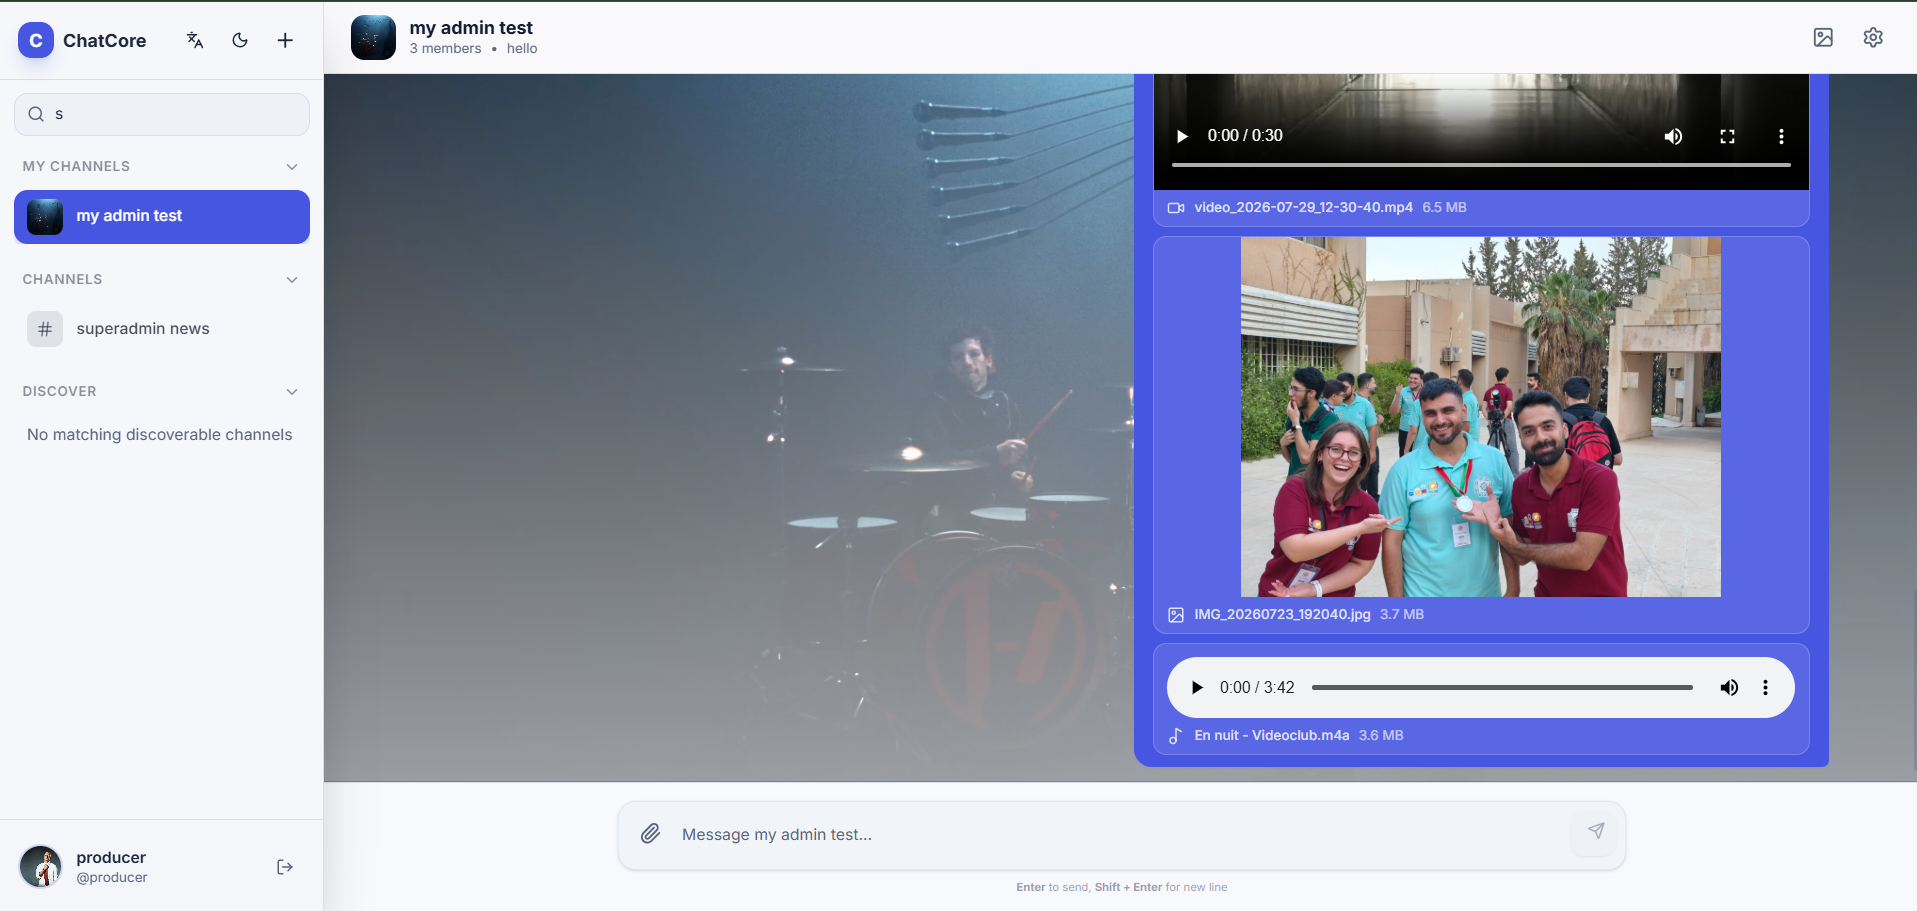 C ChatCore
s
MY CHANNELS
my admin test
CHANNELS
# superadmin news
DISCOVER
No matching discoverable channels
producer
@producer
my admin test
3 members • hello
0:00 / 0:30
video_2026-07-29_12-30-40.mp4 6.5 MB
IMG_20260723_192040.jpg 3.7 MB
0:00 / 3:42
En nuit - Videoclub.m4a 3.6 MB
Message my admin test...
Enter to send, Shift + Enter for new line